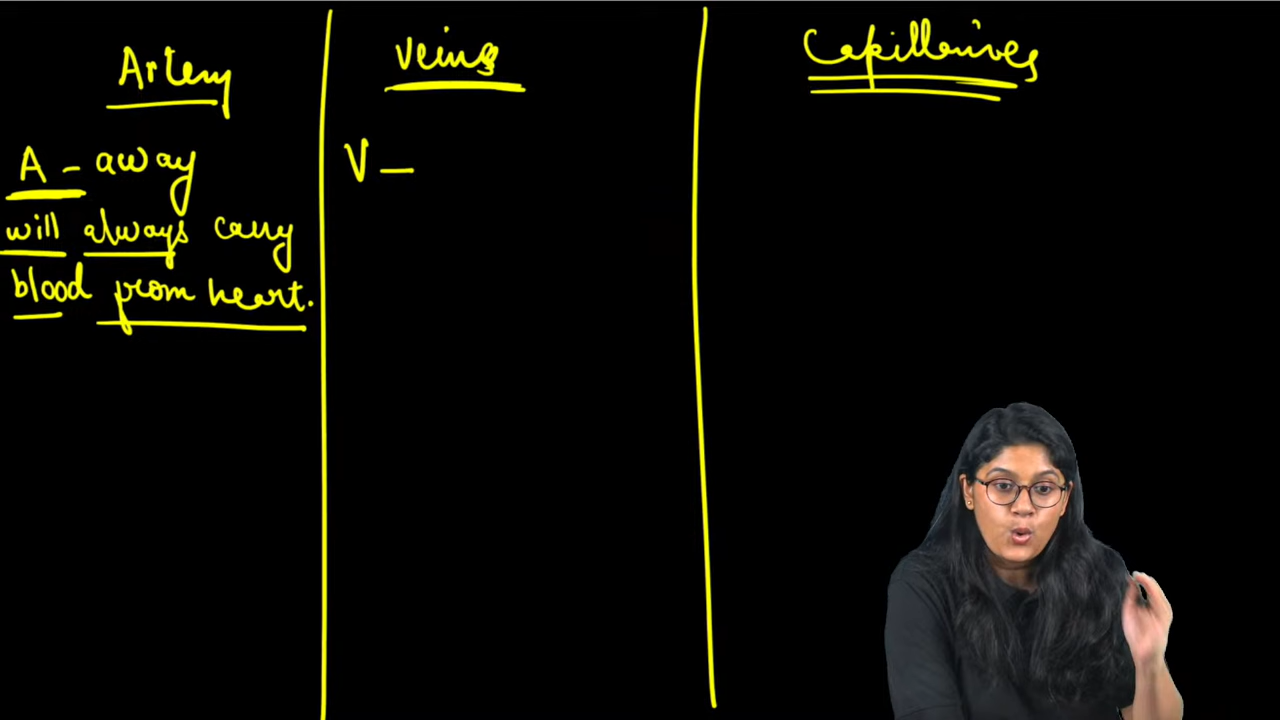 Artery
A - away
will always carry
blood from heart.
Veins
V -
Capillaries